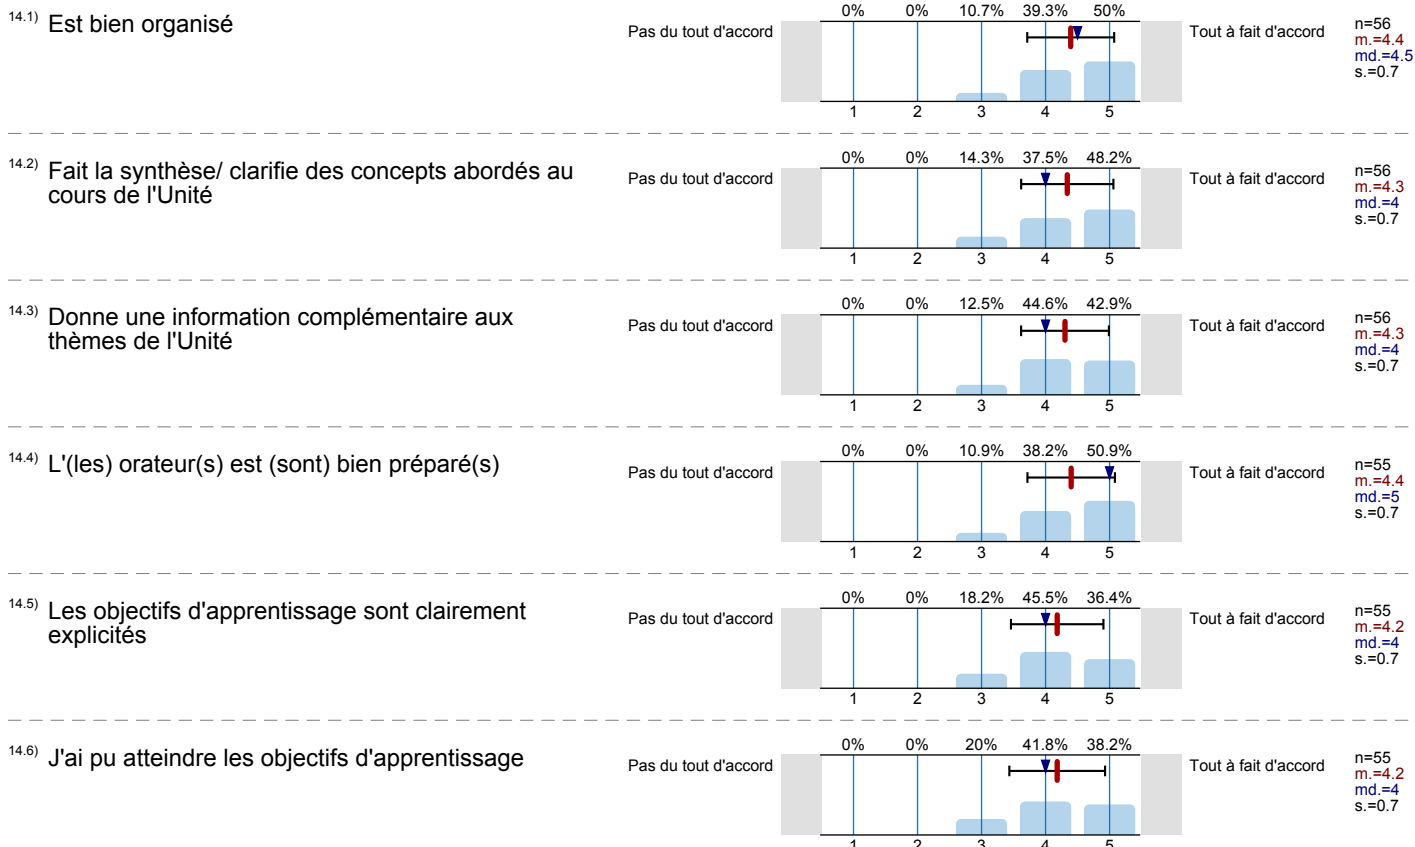 14.1) Est bien organisé
Pas du tout d'accord
0% 0% 10.7% 39.3% 50%
1 2 3 4 5
Tout à fait d'accord
n=56
m.=4.4
md.=4.5
s.=0.7
14.2) Fait la synthèse/ clarifie des concepts abordés au
cours de l'Unité
Pas du tout d'accord
0% 0% 14.3% 37.5% 48.2%
1 2 3 4 5
Tout à fait d'accord
n=56
m.=4.3
md.=4
s.=0.7
14.3) Donne une information complémentaire aux
thèmes de l'Unité
Pas du tout d'accord
0% 0% 12.5% 44.6% 42.9%
1 2 3 4 5
Tout à fait d'accord
n=56
m.=4.3
md.=4
s.=0.7
14.4) L'(les) orateur(s) est (sont) bien préparé(s)
Pas du tout d'accord
0% 0% 10.9% 38.2% 50.9%
1 2 3 4 5
Tout à fait d'accord
n=55
m.=4.4
md.=5
s.=0.7
14.5) Les objectifs d'apprentissage sont clairement
explicités
Pas du tout d'accord
0% 0% 18.2% 45.5% 36.4%
1 2 3 4 5
Tout à fait d'accord
n=55
m.=4.2
md.=4
s.=0.7
14.6) J'ai pu atteindre les objectifs d'apprentissage
Pas du tout d'accord
0% 0% 20% 41.8% 38.2%
1 2 3 4 5
Tout à fait d'accord
n=55
m.=4.2
md.=4
s.=0.7